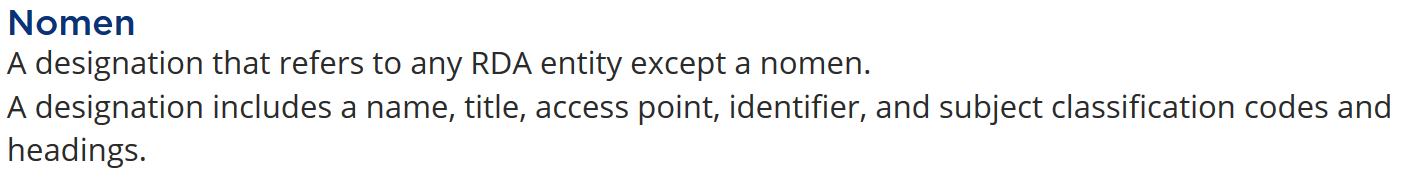 Nomen
A designation that refers to any RDA entity except a nomen.
A designation includes a name, title, access point, identifier, and subject classification codes and
headings.